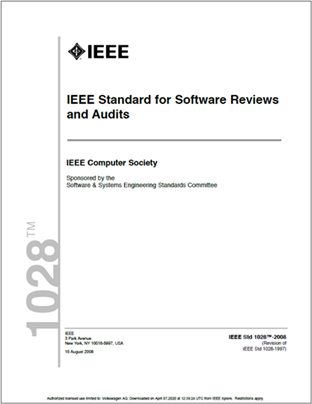 IEEE
IEEE Standard for Software Reviews
and Audits
IEEE Computer Society
Sponsored by the
Software & Systems Engineering Standards Committee
1028™
IEEE
3 Park Avenue
New York, NY 10016-5997, USA
15 August 2008
IEEE Std 1028™-2008
(Revision of
IEEE Std 1028-1997)
Authorized licensed use limited to: Volkswagen AG. Downloaded on April 07,2020 at 12:39:24 UTC from IEEE Xplore. Restrictions apply.